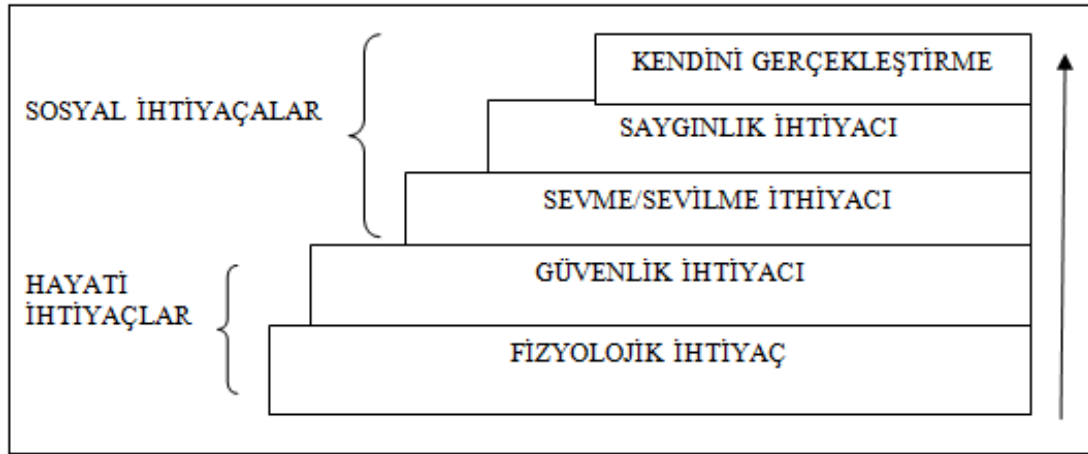 KENDİNİ GERÇEKLEŞTİRME
SOSYAL İHTİYAÇALAR
SAYGINLIK İHTİYACI
SEVME/SEVİLME İTHİYACI
GÜVENLİK İHTİYACI
HAYATİ
İHTİYAÇLAR
FİZYOLOJİK İHTİYAÇ